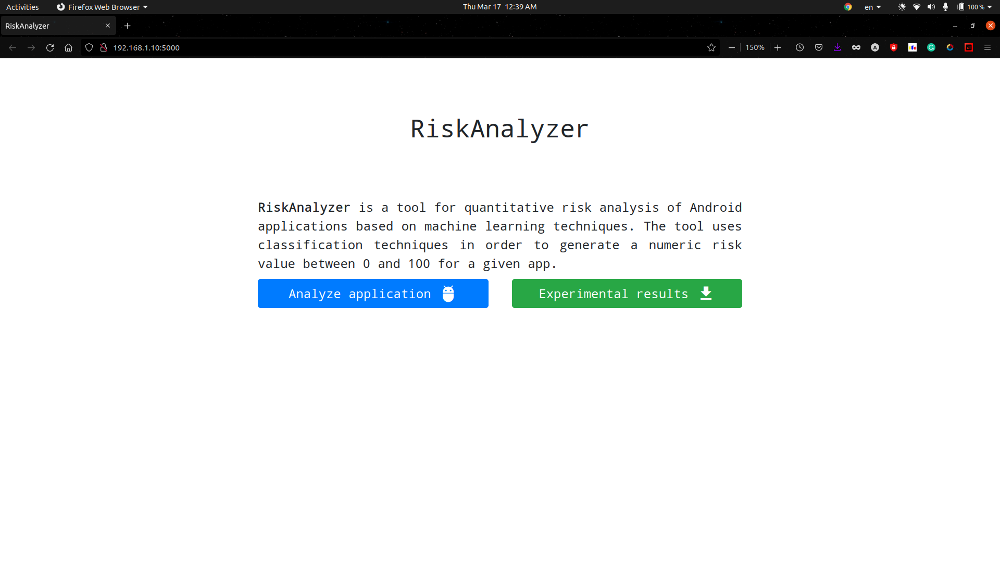 Activities Firefox Web Browser Thu Mar 17 12:39 AM en 100 %
RiskAnalyzer
192.168.1.10:5000 150% A
RiskAnalyzer
RiskAnalyzer is a tool for quantitative risk analysis of Android
applications based on machine learning techniques. The tool uses
classification techniques in order to generate a numeric risk
value between 0 and 100 for a given app.
Analyze application Experimental results